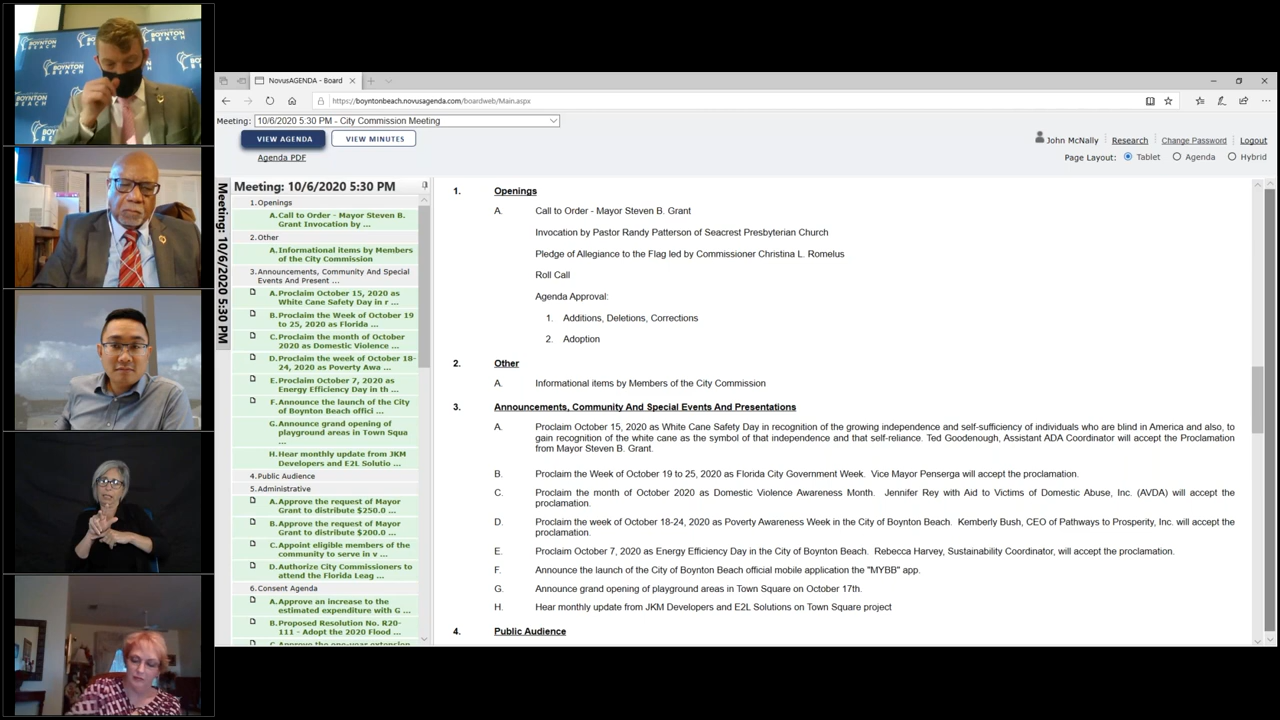 BOYNTON
BEACH
BOYNTON
BEACH
BOYNTON
BEACH
NovusAGENDA - Board
https://boyntonbeach.novusagenda.com/boardweb/Main.aspx
Meeting: 10/6/2020 5:30 PM - City Commission Meeting
VIEW AGENDA VIEW MINUTES
Agenda PDF
John McNally Research Change Password Logout
Page Layout: Tablet Agenda Hybrid
Meeting: 10/6/2020 5:30 PM
Meeting: 10/6/2020 5:30 PM
1.Openings
A.Call to Order - Mayor Steven B.
Grant Invocation by ...
2.Other
A.Informational items by Members
of the City Commission
3.Announcements, Community And Special
Events And Present ...
A.Proclaim October 15, 2020 as
White Cane Safety Day in r ...
B.Proclaim the Week of October 19
to 25, 2020 as Florida ...
C.Proclaim the month of October
2020 as Domestic Violence ...
D.Proclaim the week of October 18-
24, 2020 as Poverty Awa ...
E.Proclaim October 7, 2020 as
Energy Efficiency Day in th ...
F.Announce the launch of the City
of Boynton Beach offici ...
G.Announce grand opening of
playground areas in Town Squa
...
H.Hear monthly update from JKM
Developers and E2L Solutio ...
4.Public Audience
5.Administrative
A.Approve the request of Mayor
Grant to distribute $250.0 ...
B.Approve the request of Mayor
Grant to distribute $200.0 ...
C.Appoint eligible members of the
community to serve in v ...
D.Authorize City Commissioners to
attend the Florida Leag ...
6.Consent Agenda
A.Approve an increase to the
estimated expenditure with G ...
B.Proposed Resolution No. R20-
111 - Adopt the 2020 Flood ...
C.Approve the one-year extension
1. Openings
A. Call to Order - Mayor Steven B. Grant
Invocation by Pastor Randy Patterson of Seacrest Presbyterian Church
Pledge of Allegiance to the Flag led by Commissioner Christina L. Romelus
Roll Call
Agenda Approval:
1. Additions, Deletions, Corrections
2. Adoption
2. Other
A. Informational items by Members of the City Commission
3. Announcements, Community And Special Events And Presentations
A. Proclaim October 15, 2020 as White Cane Safety Day in recognition of the growing independence and self-sufficiency of individuals who are blind in America and also, to
gain recognition of the white cane as the symbol of that independence and that self-reliance. Ted Goodenough, Assistant ADA Coordinator will accept the Proclamation
from Mayor Steven B. Grant.
B. Proclaim the Week of October 19 to 25, 2020 as Florida City Government Week. Vice Mayor Penserga will accept the proclamation.
C. Proclaim the month of October 2020 as Domestic Violence Awareness Month. Jennifer Rey with Aid to Victims of Domestic Abuse, Inc. (AVDA) will accept the
proclamation.
D. Proclaim the week of October 18-24, 2020 as Poverty Awareness Week in the City of Boynton Beach. Kemberly Bush, CEO of Pathways to Prosperity, Inc. will accept the
proclamation.
E. Proclaim October 7, 2020 as Energy Efficiency Day in the City of Boynton Beach. Rebecca Harvey, Sustainability Coordinator, will accept the proclamation.
F. Announce the launch of the City of Boynton Beach official mobile application the "MYBB" app.
G. Announce grand opening of playground areas in Town Square on October 17th.
H. Hear monthly update from JKM Developers and E2L Solutions on Town Square project
4. Public Audience